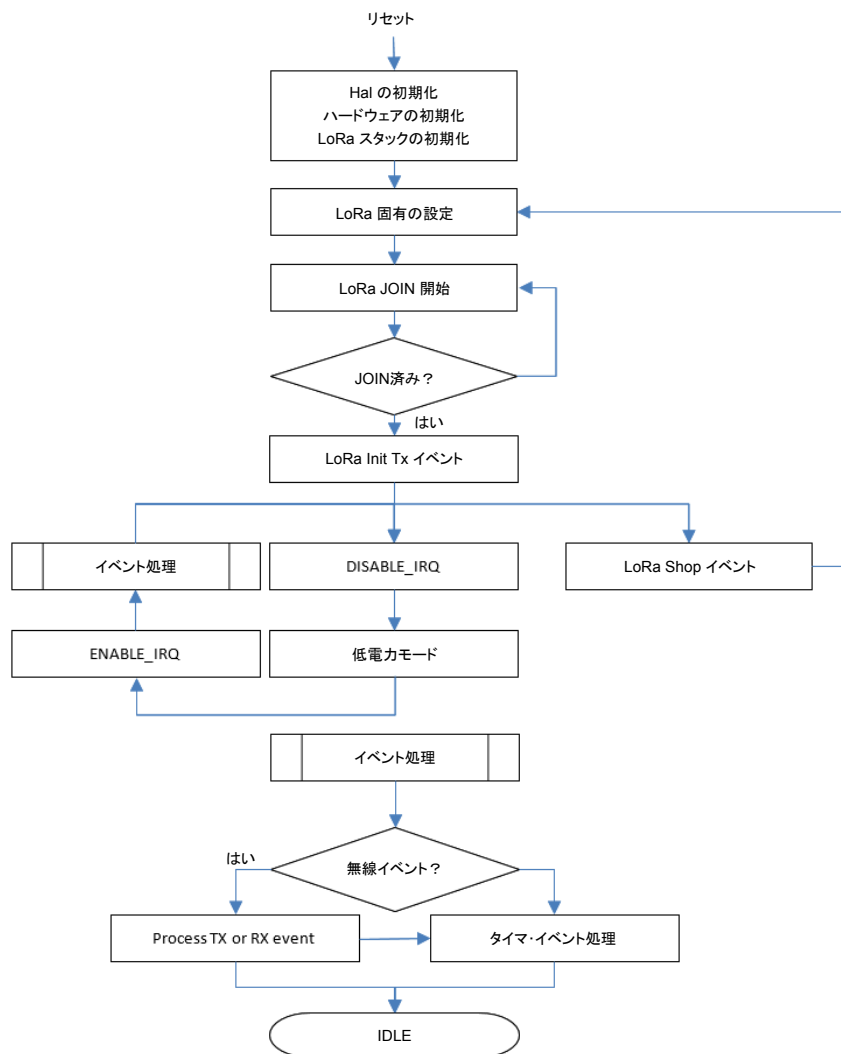 リセット
Hal の初期化
ハードウェアの初期化
LoRa スタックの初期化
LoRa 固有の設定
LoRa JOIN 開始
JOIN済み？
はい
LoRa Init Tx イベント
イベント処理
DISABLE_IRQ
LoRa Shop イベント
ENABLE_IRQ
低電力モード
イベント処理
はい
無線イベント？
Process TX or RX event
タイマ・イベント処理
IDLE